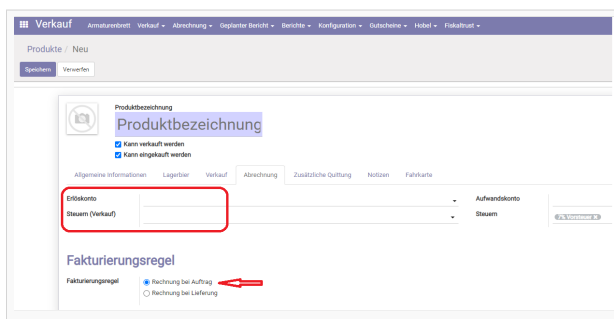 Verkauf Armaturenbrett Verkauf Abrechnung Geplanter Bericht Berichte Konfiguration Gutscheine Hobel Fiskaltrust
Produkte / Neu
Speichern Verwerfen
Produktbezeichnung
Produktbezeichnung
Kann verkauft werden
Kann eingekauft werden
Allgemeine Informationen Lagerbier Verkauf Abrechnung Zusätzliche Quittung Notizen Fahrkarte
Erlöskonto Aufwandskonto
Steuern (Verkauf) Steuern
Fakturierungsregel
Fakturierungsregel Rechnung bei Auftrag
Rechnung bei Lieferung